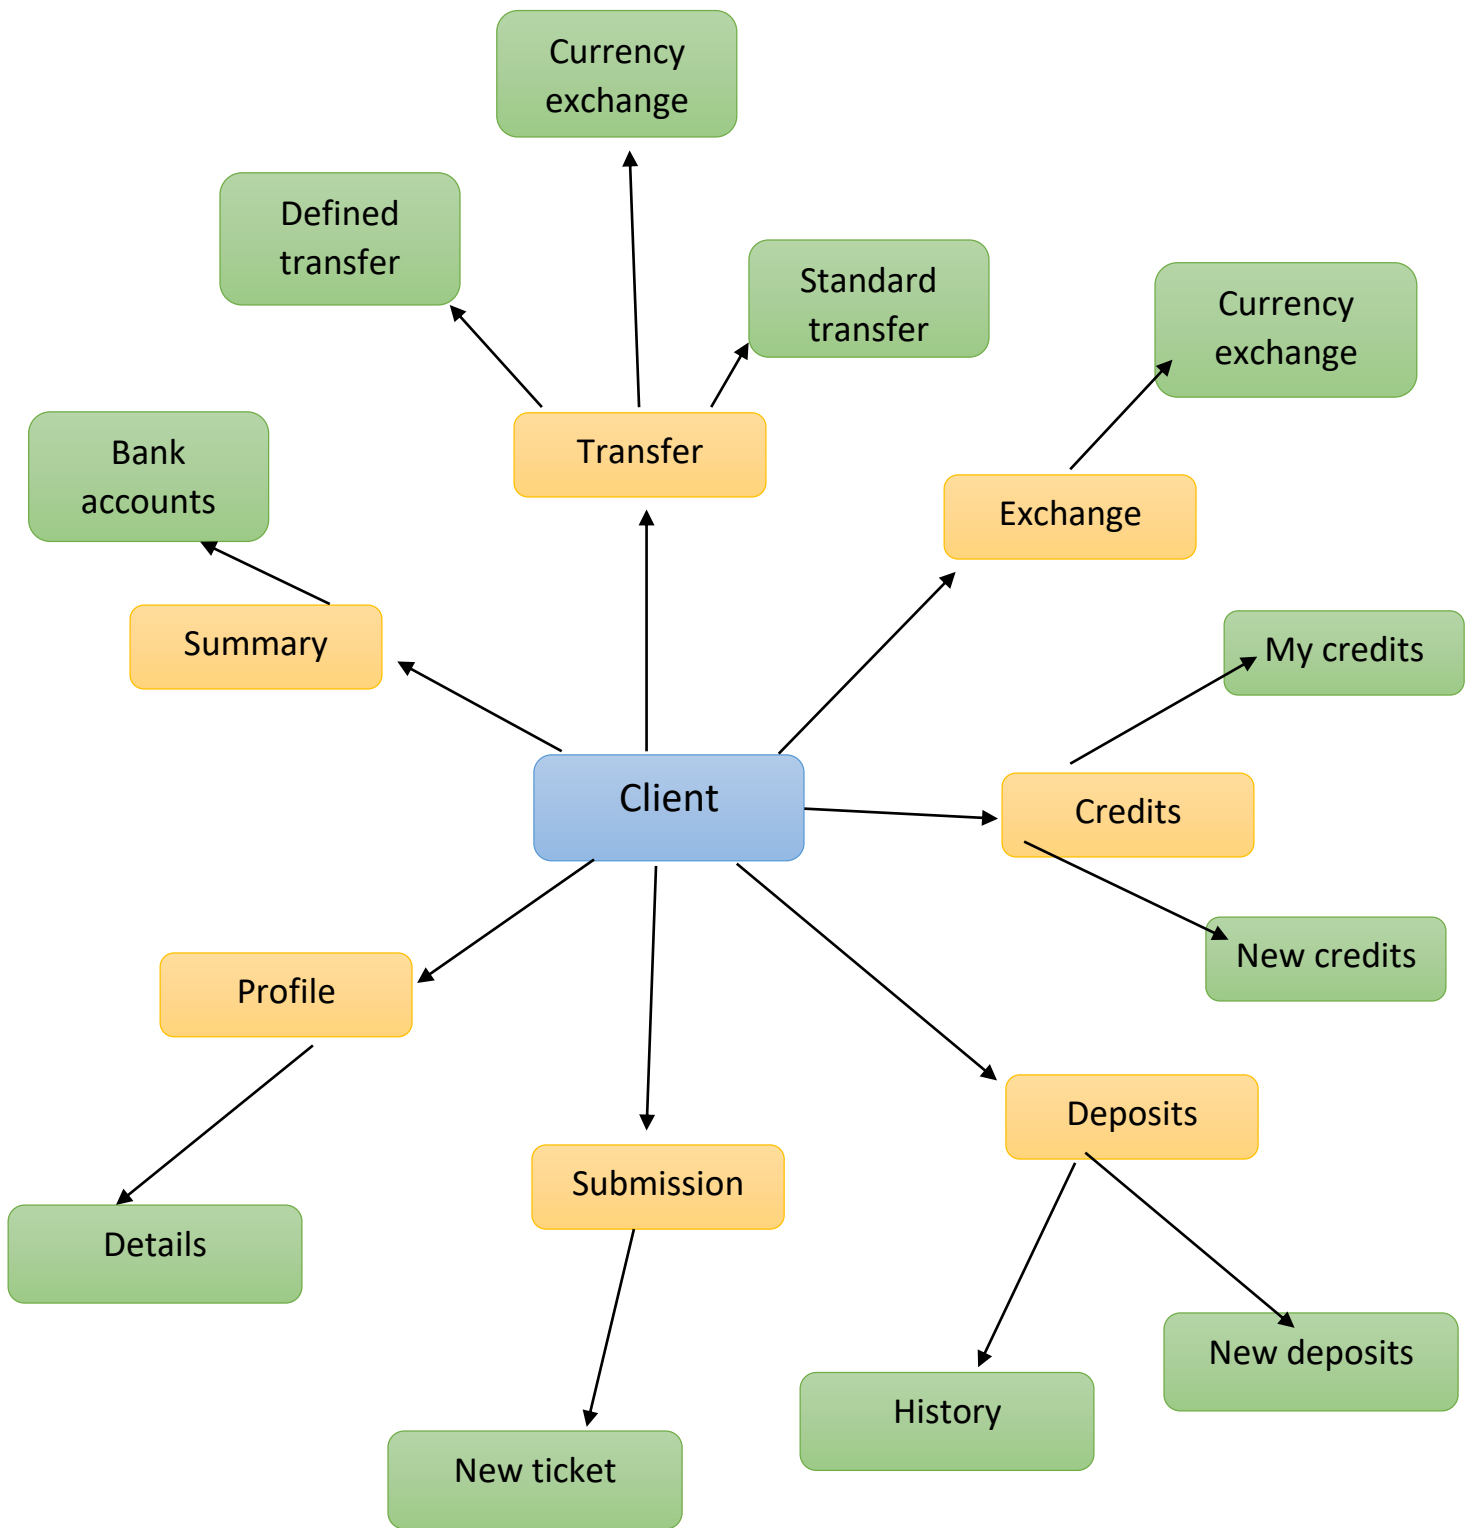 Currency
exchange
Defined
transfer
Standard
transfer
Currency
exchange
Bank
accounts
Transfer
Exchange
Summary
My credits
Client
Credits
New credits
Profile
Deposits
Submission
Details
New deposits
History
New ticket